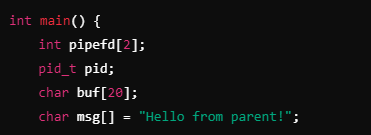 int main() {
    int pipefd[2];
    pid_t pid;
    char buf[20];
    char msg[] = "Hello from parent!";